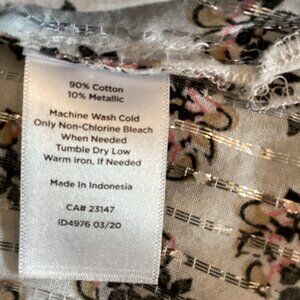 90% Cotton
10% Metallic
Machine Wash Cold
Only Non-Chlorine Bleach
When Needed
Tumble Dry Low
Warm Iron, If Needed
Made In Indonesia
CA# 23147
ID4976 03/20